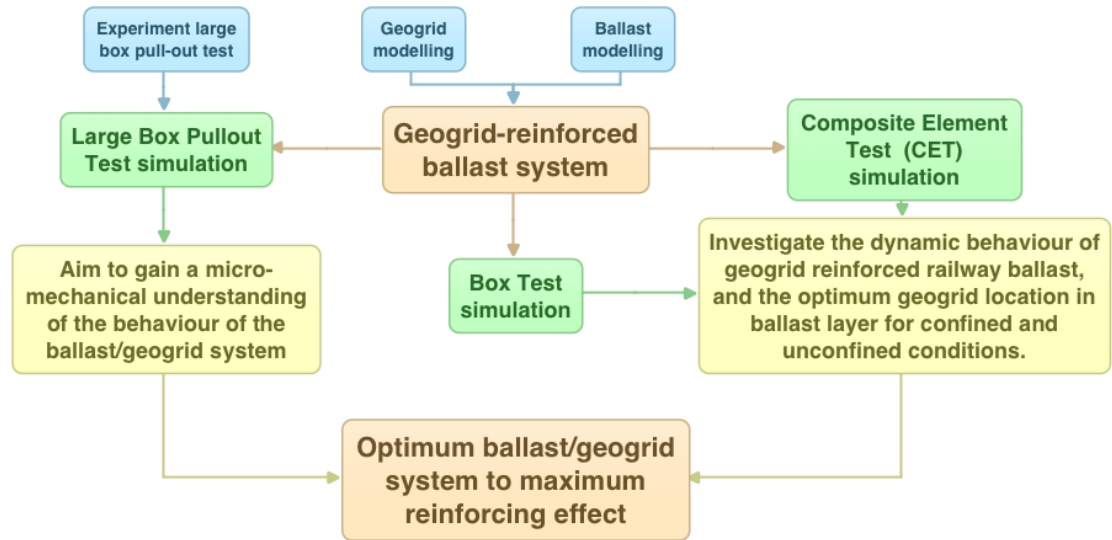 Experiment large
box pull-out test
Geogrid
modelling
Ballast
modelling
Large Box Pullout
Test simulation
Geogrid-reinforced
ballast system
Composite Element
Test (CET)
simulation
Aim to gain a micro-
mechanical understanding
of the behaviour of the
ballast/geogrid system
Box Test
simulation
Investigate the dynamic behaviour of
geogrid reinforced railway ballast,
and the optimum geogrid location in
ballast layer for confined and
unconfined conditions.
Optimum ballast/geogrid
system to maximum
reinforcing effect